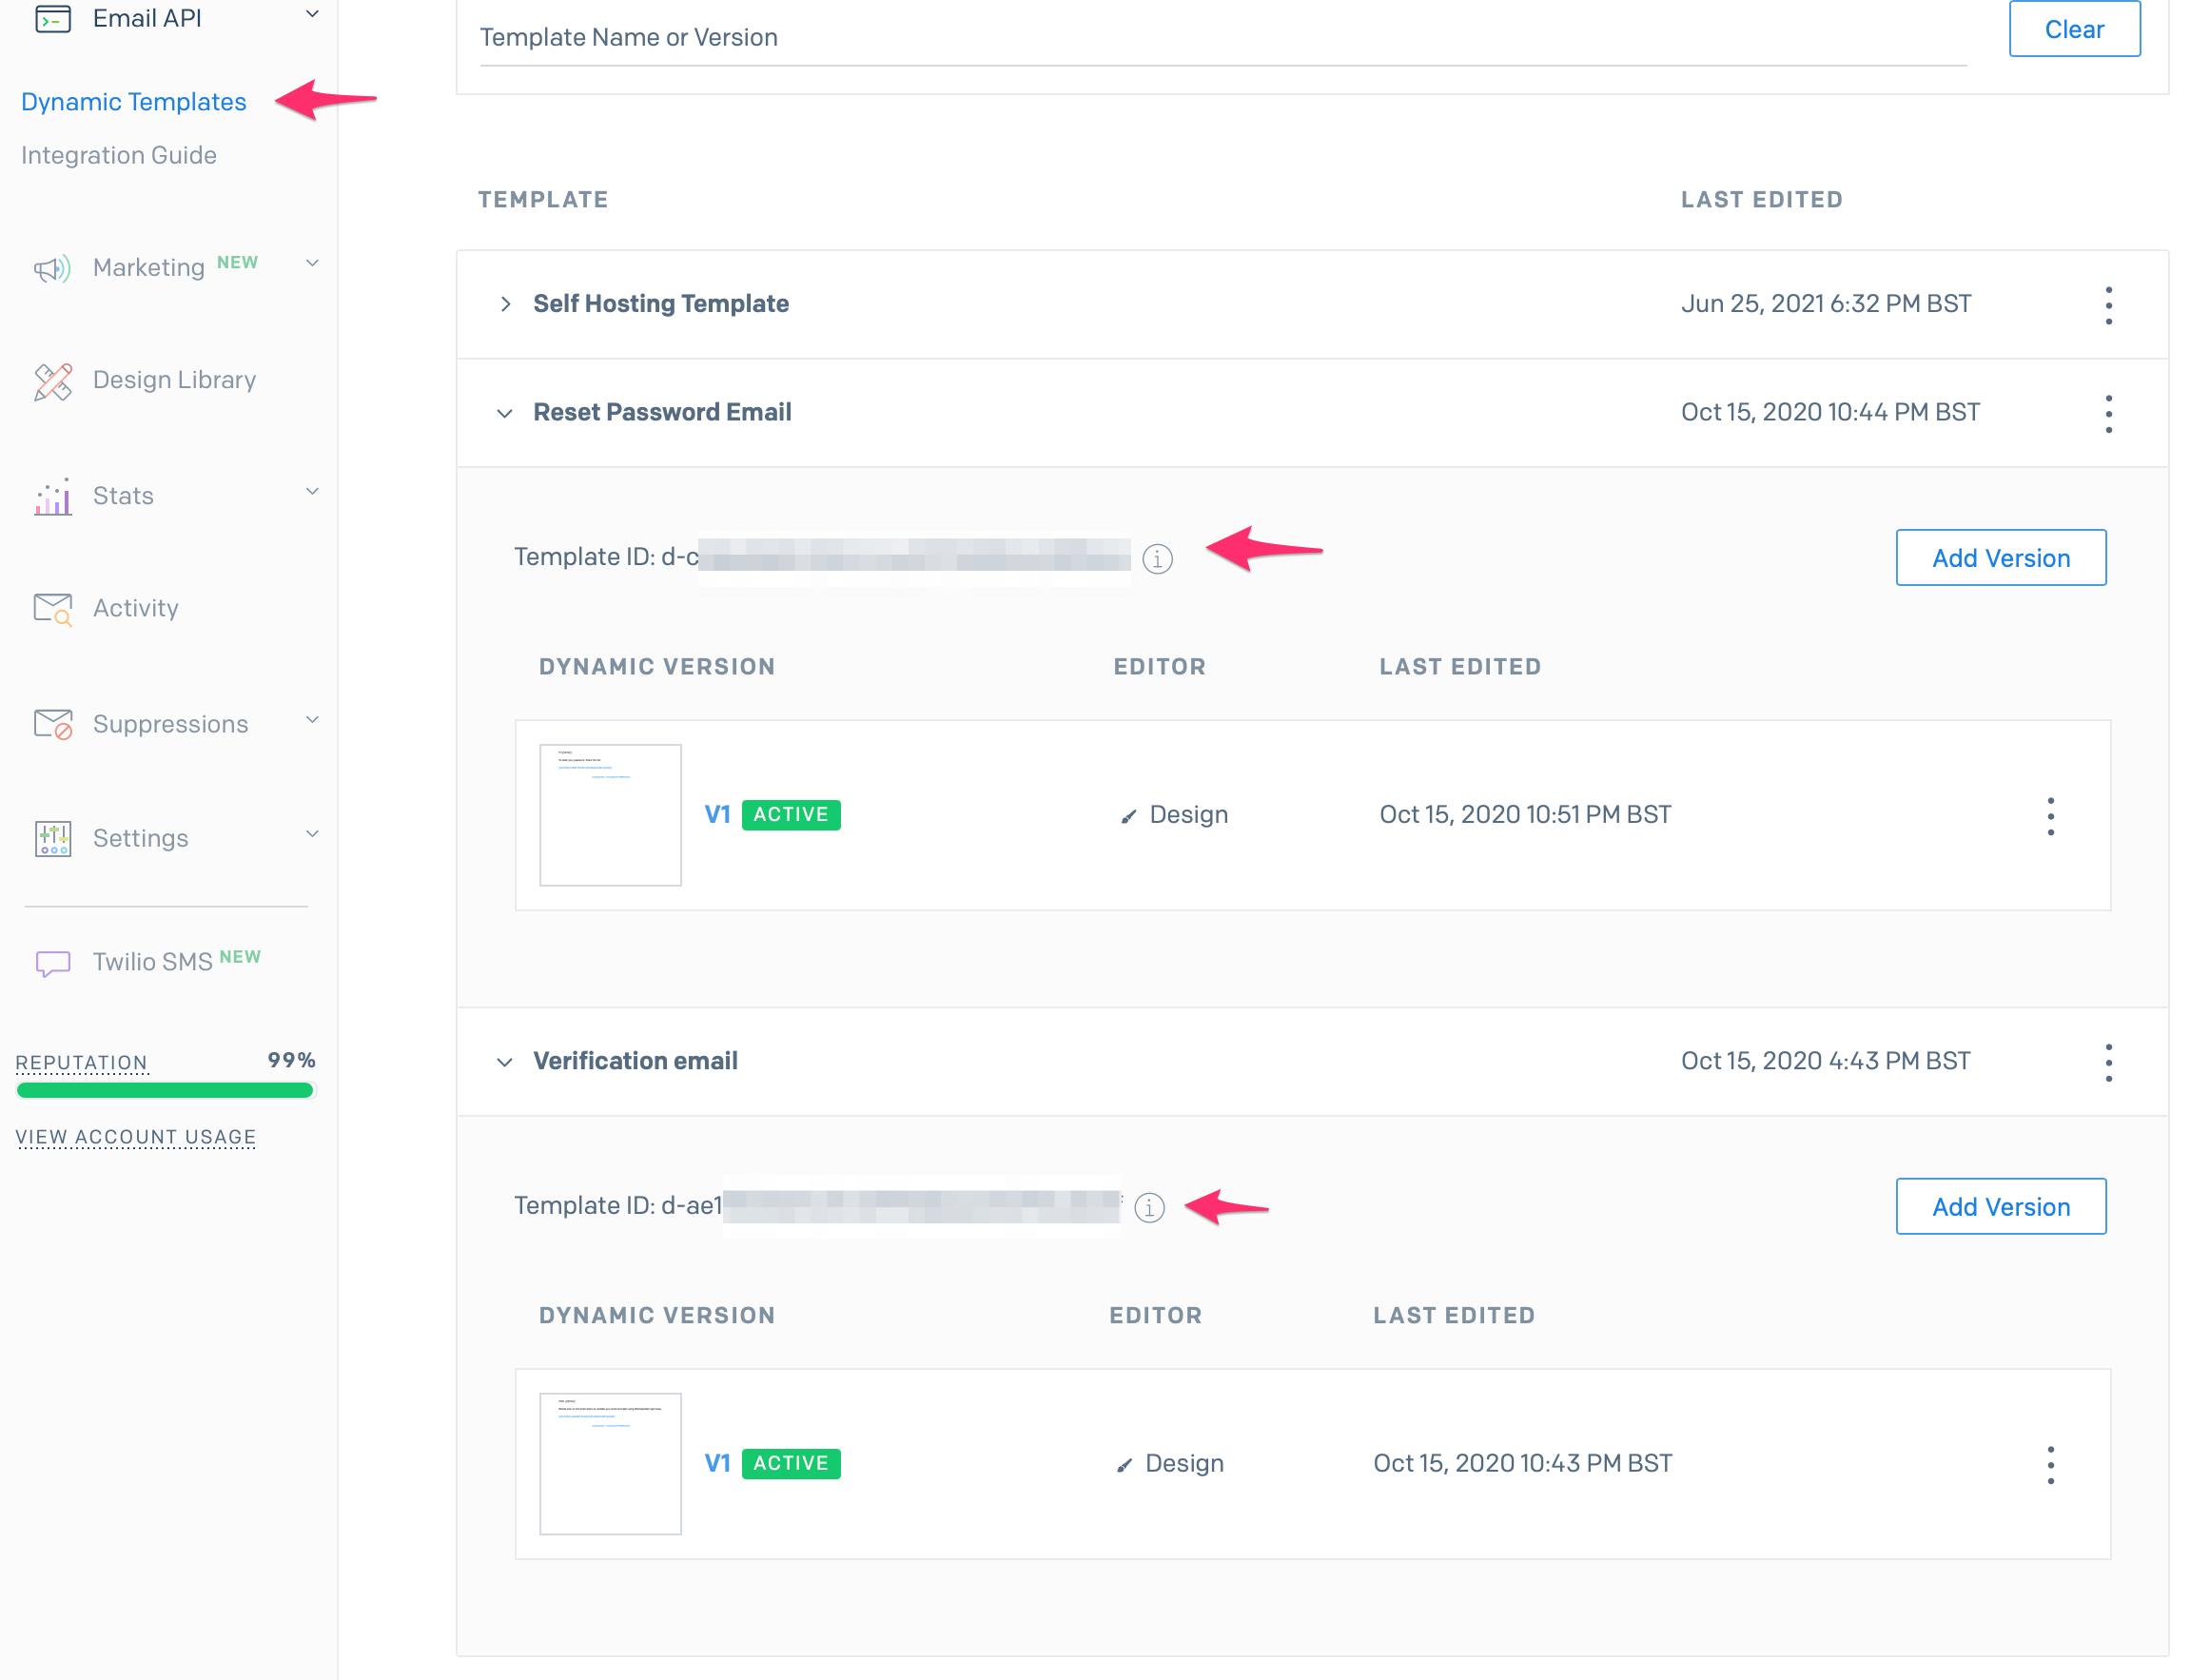 Email API
Dynamic Templates
Integration Guide
Marketing NEW
Design Library
Stats
Activity
Suppressions
Settings
Twilio SMS NEW
REPUTATION 99%
VIEW ACCOUNT USAGE
Template Name or Version
Clear
TEMPLATE LAST EDITED
Self Hosting Template Jun 25, 2021 6:32 PM BST
Reset Password Email Oct 15, 2020 10:44 PM BST
Template ID: d-c
Add Version
DYNAMIC VERSION EDITOR LAST EDITED
V1 ACTIVE Design Oct 15, 2020 10:51 PM BST
Verification email Oct 15, 2020 4:43 PM BST
Template ID: d-ae1
Add Version
DYNAMIC VERSION EDITOR LAST EDITED
V1 ACTIVE Design Oct 15, 2020 10:43 PM BST